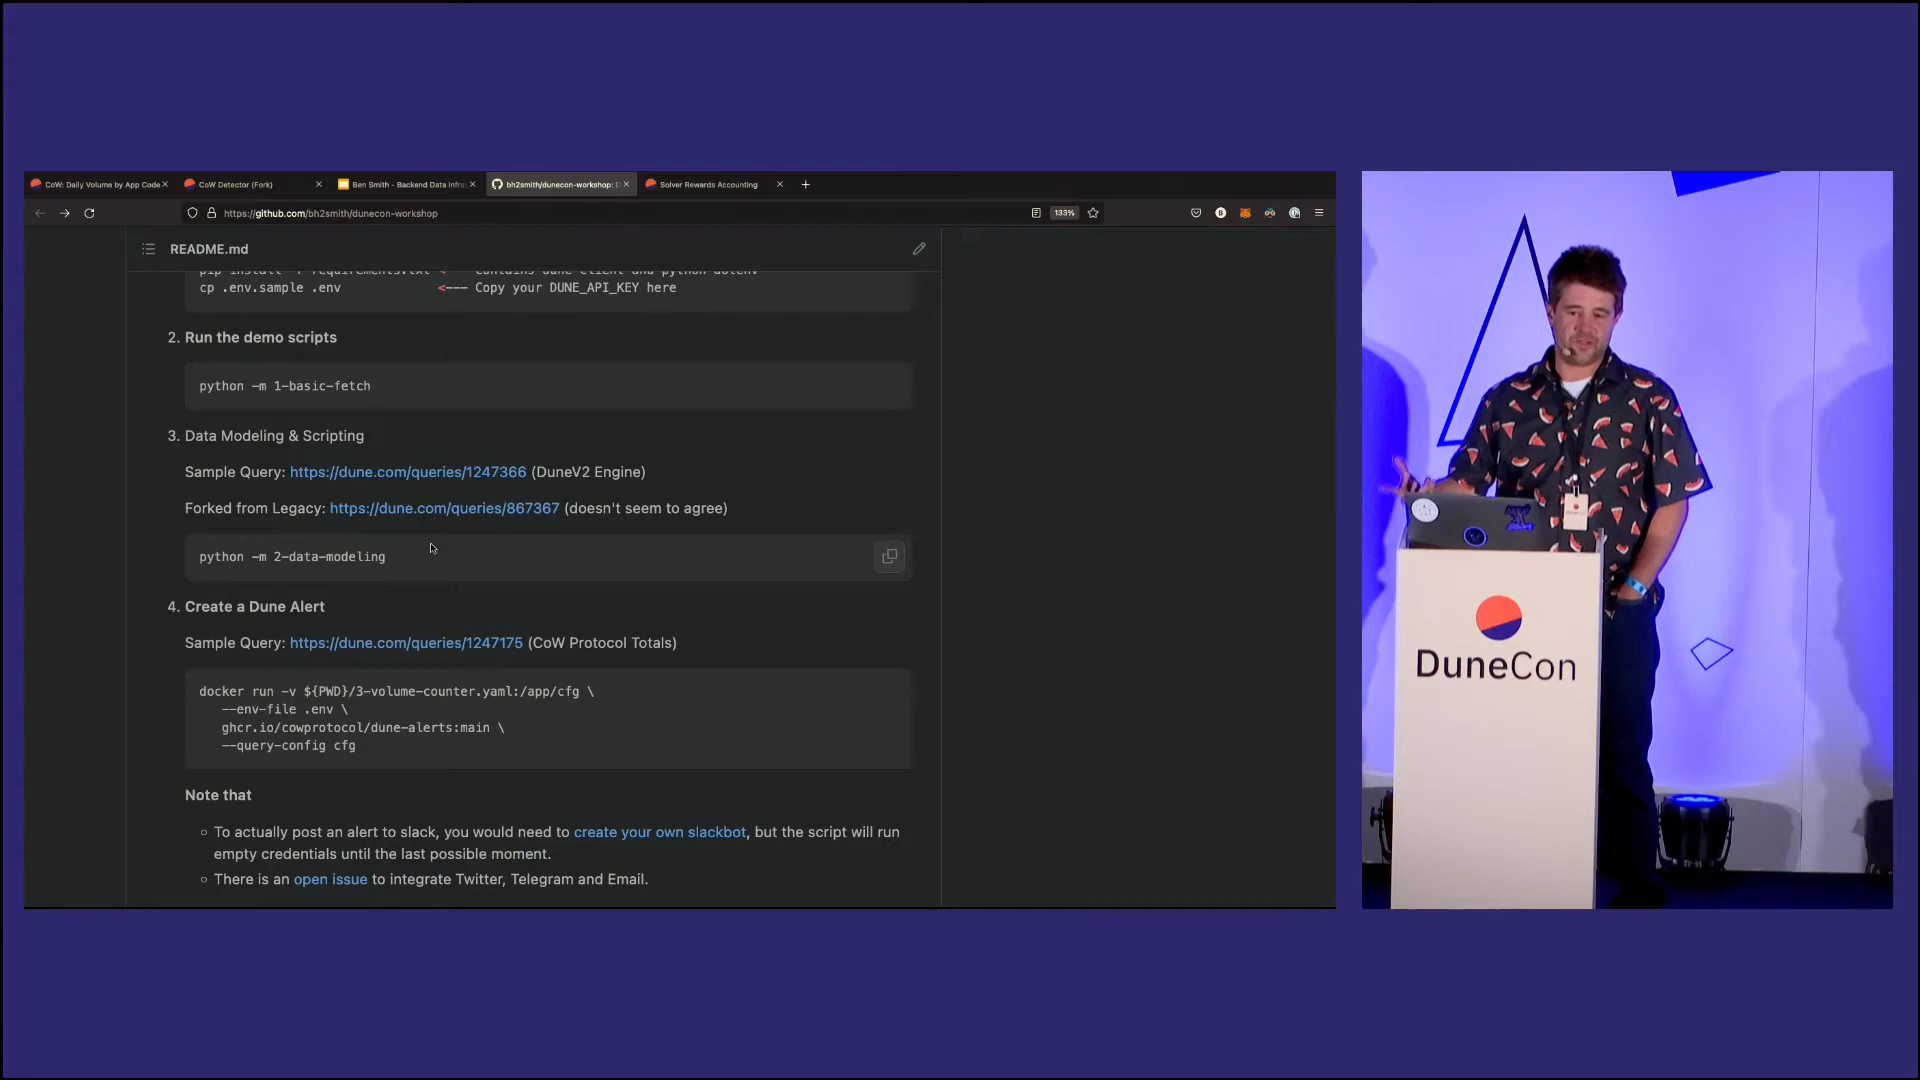 CoW: Daily Volume by App Code
CoW Detector (Fork)
Ben Smith - Backend Data Infra
bh2smith/dunecon-workshop: D
Solver Rewards Accounting
https://github.com/bh2smith/dunecon-workshop
133%
README.md
cp .env.sample .env <--- Copy your DUNE_API_KEY here
2. Run the demo scripts
python -m 1-basic-fetch
3. Data Modeling & Scripting
Sample Query: https://dune.com/queries/1247366 (DuneV2 Engine)
Forked from Legacy: https://dune.com/queries/867367 (doesn't seem to agree)
python -m 2-data-modeling
4. Create a Dune Alert
Sample Query: https://dune.com/queries/1247175 (CoW Protocol Totals)
docker run -v ${PWD}/3-volume-counter.yaml:/app/cfg \
--env-file .env \
ghcr.io/cowprotocol/dune-alerts:main \
--query-config cfg
Note that
To actually post an alert to slack, you would need to create your own slackbot, but the script will run
empty credentials until the last possible moment.
There is an open issue to integrate Twitter, Telegram and Email.
DuneCon